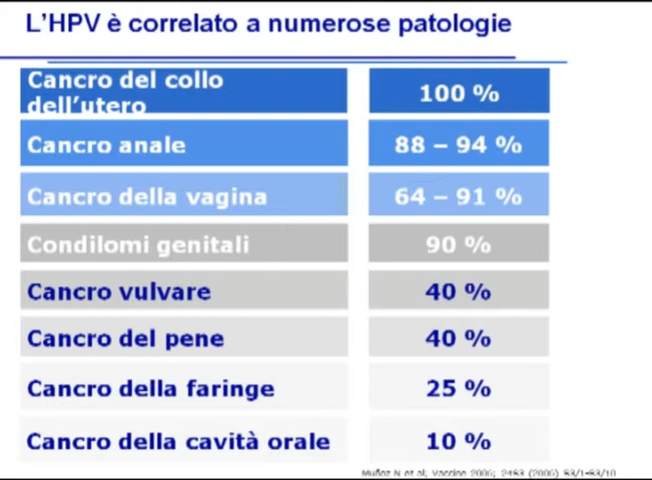 L'HPV è correlato a numerose patologie
Cancro del collo
dell'utero
100 %
Cancro anale
88 – 94 %
Cancro della vagina
64 – 91 %
Condilomi genitali
90 %
Cancro vulvare
40 %
Cancro del pene
40 %
Cancro della faringe
25 %
Cancro della cavità orale
10 %
Muñoz N et al; Vaccine 2006; (2006)